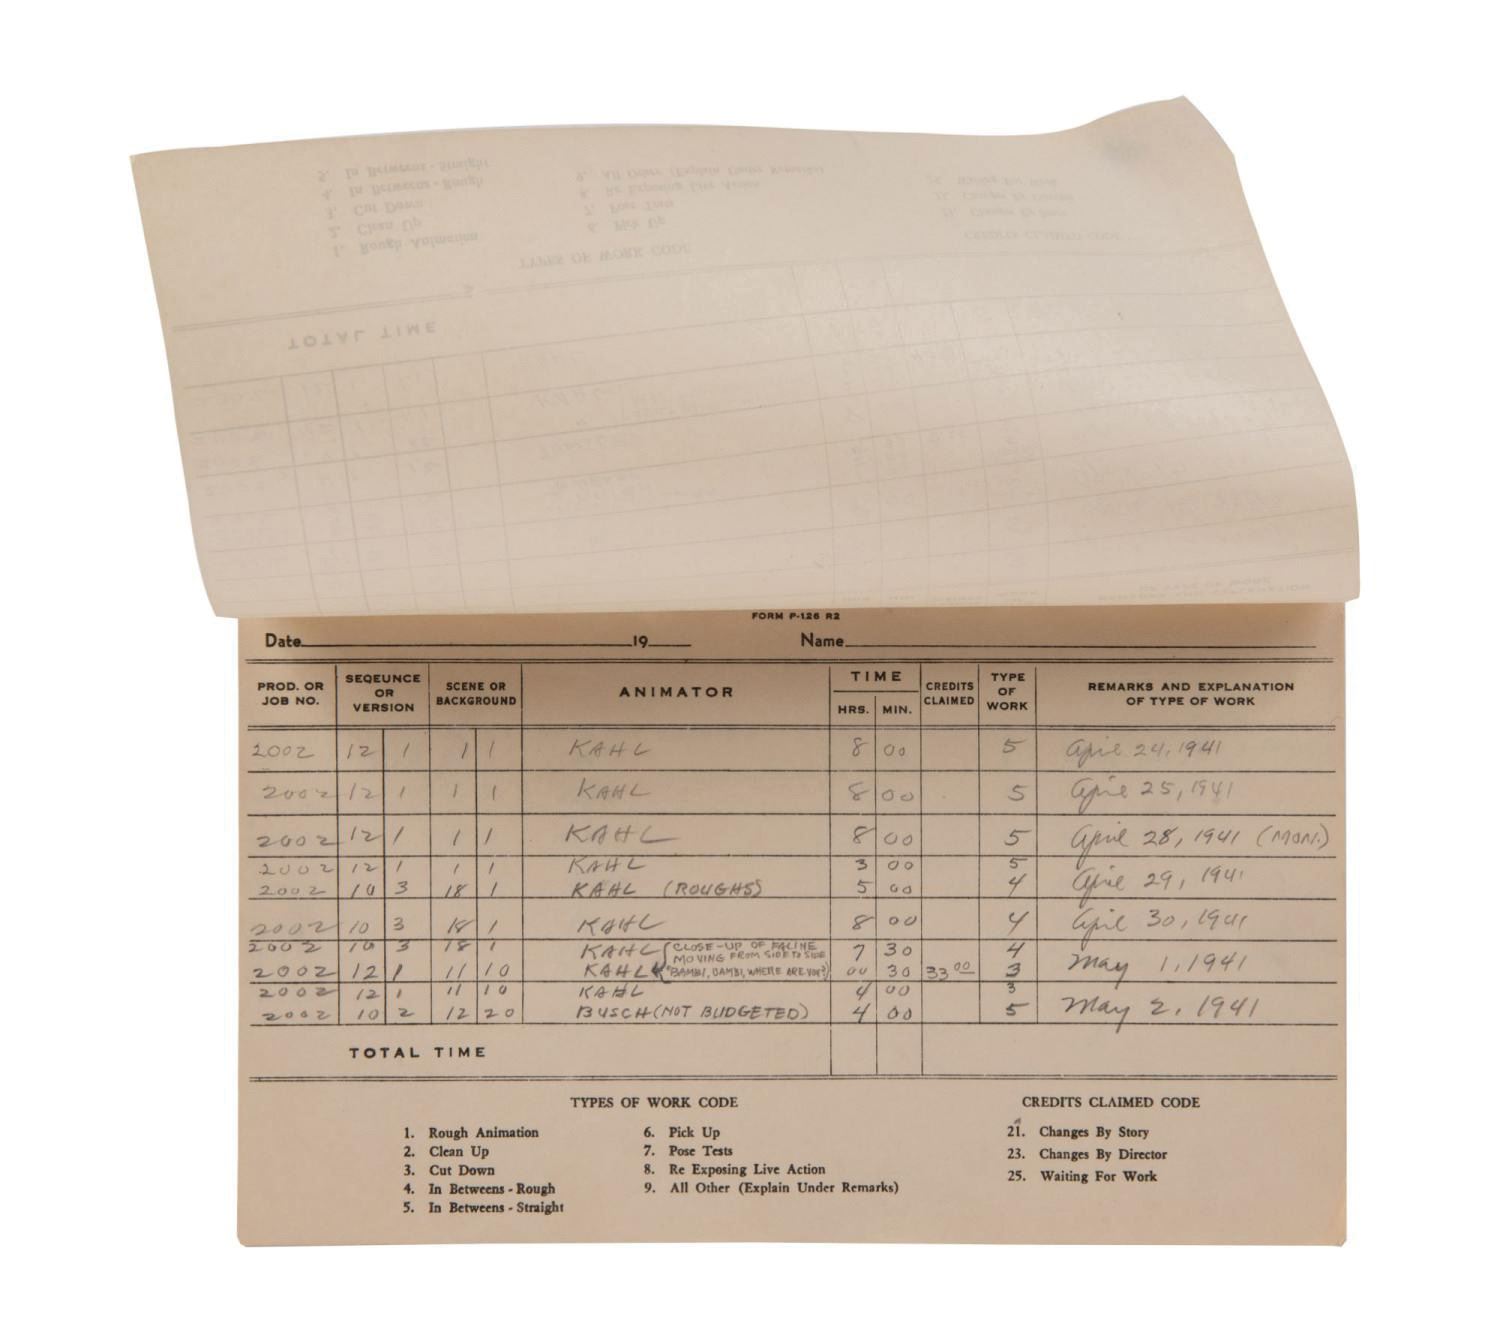 FORM P-126 R2
Date 19 Name
PROD. OR JOB NO. SEQEUNCE OR VERSION SCENE OR BACKGROUND ANIMATOR TIME HRS. MIN. CREDITS CLAIMED TYPE OF WORK REMARKS AND EXPLANATION OF TYPE OF WORK
2002 12 1 1 1 KAHL 8 00 5 April 24, 1941
2002 12 1 1 1 KAHL 8 00 5 April 25, 1941
2002 12 1 1 1 KAHL 8 00 5 April 28, 1941 (MON.)
2002 12 1 1 1 KAHL 3 00 5
2002 10 3 18 1 KAHL (ROUGHS) 5 00 4 April 29, 1941
2002 10 3 18 1 KAHL 8 00 4 April 30, 1941
2002 10 3 18 1 KAHL CLOSE-UP OF FALINE MOVING FROM SIDE TO SIDE 7 30 4
2002 12 1 11 10 KAHL "BAMBI, BAMBI, WHERE ARE YOU?) 00 30 33 00 3 May 1, 1941
2002 12 1 11 10 KAHL 4 00 3
2002 10 2 12 20 BUSCH (NOT BUDGETED) 4 00 5 May 2, 1941
TOTAL TIME
TYPES OF WORK CODE CREDITS CLAIMED CODE
1. Rough Animation 6. Pick Up 21. Changes By Story
2. Clean Up 7. Pose Tests 23. Changes By Director
3. Cut Down 8. Re Exposing Live Action 25. Waiting For Work
4. In Betweens - Rough 9. All Other (Explain Under Remarks)
5. In Betweens - Straight